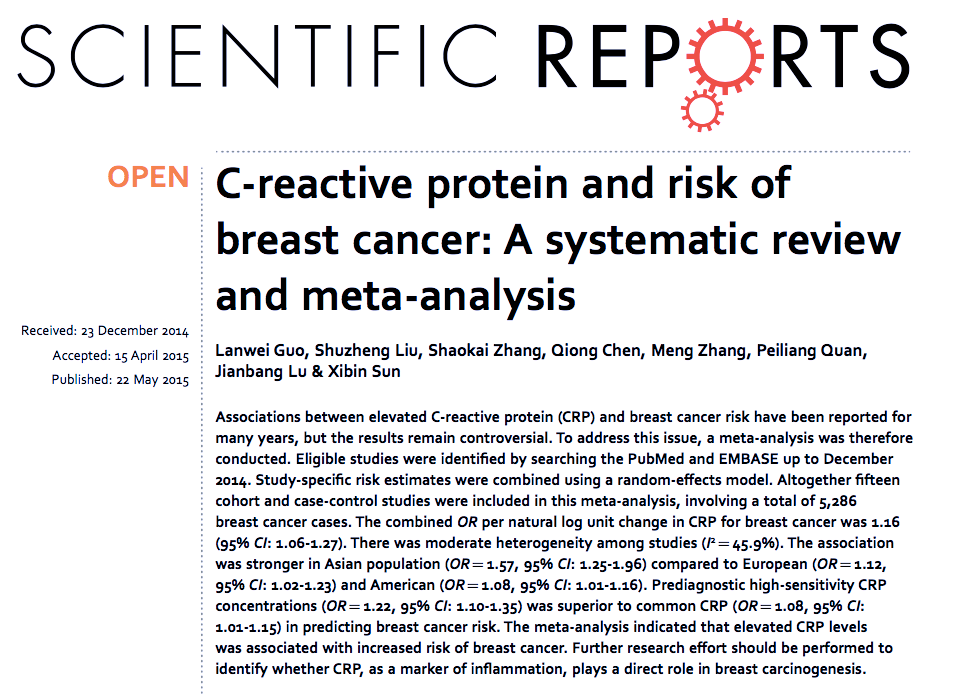 SCIENTIFIC REPORTS
OPEN
C-reactive protein and risk of
breast cancer: A systematic review
and meta-analysis
Received: 23 December 2014
Accepted: 15 April 2015
Published: 22 May 2015
Lanwei Guo, Shuzheng Liu, Shaokai Zhang, Qiong Chen, Meng Zhang, Peiliang Quan,
Jianbang Lu & Xibin Sun
Associations between elevated C-reactive protein (CRP) and breast cancer risk have been reported for
many years, but the results remain controversial. To address this issue, a meta-analysis was therefore
conducted. Eligible studies were identified by searching the PubMed and EMBASE up to December
2014. Study-specific risk estimates were combined using a random-effects model. Altogether fifteen
cohort and case-control studies were included in this meta-analysis, involving a total of 5,286
breast cancer cases. The combined OR per natural log unit change in CRP for breast cancer was 1.16
(95% CI: 1.06-1.27). There was moderate heterogeneity among studies (I² = 45.9%). The association
was stronger in Asian population (OR = 1.57, 95% CI: 1.25-1.96) compared to European (OR = 1.12,
95% CI: 1.02-1.23) and American (OR = 1.08, 95% CI: 1.01-1.16). Prediagnostic high-sensitivity CRP
concentrations (OR = 1.22, 95% CI: 1.10-1.35) was superior to common CRP (OR = 1.08, 95% CI:
1.01-1.15) in predicting breast cancer risk. The meta-analysis indicated that elevated CRP levels
was associated with increased risk of breast cancer. Further research effort should be performed to
identify whether CRP, as a marker of inflammation, plays a direct role in breast carcinogenesis.